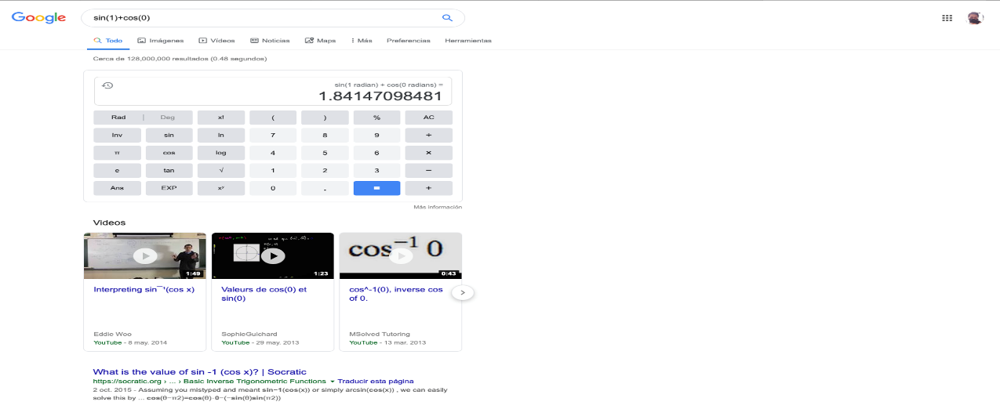 Google
sin(1)+cos(0)
Todo Imágenes Vídeos Noticias Maps Más Preferencias Herramientas
Cerca de 128,000,000 resultados (0.48 segundos)
sin(1 radian) + cos(0 radians) =
1.84147098481
Rad | Deg x! ( ) % AC
Inv sin ln 7 8 9 ÷
π cos log 4 5 6 ×
e tan √ 1 2 3 −
Ans EXP xʸ 0 . = +
Más información
Videos
cos⁻¹ 0
1:49 1:23 0:43
Interpreting sin¯¹(cos x)
Valeurs de cos(0) et
sin(0)
cos^-1(0), inverse cos
of 0.
Eddie Woo
YouTube - 8 may. 2014
SophieGuichard
YouTube - 29 may. 2013
MSolved Tutoring
YouTube - 13 mar. 2013
What is the value of sin -1 (cos x)? | Socratic
https://socratic.org › ... › Basic Inverse Trigonometric Functions ▾ Traducir esta página
2 oct. 2015 - Assuming you mistyped and meant sin−1(cos(x)) or simply arcsin(cos(x)) , we can easily
solve this by ... cos(θ−π2)=cos(θ)⋅0−(−sin(θ)sin(π2))